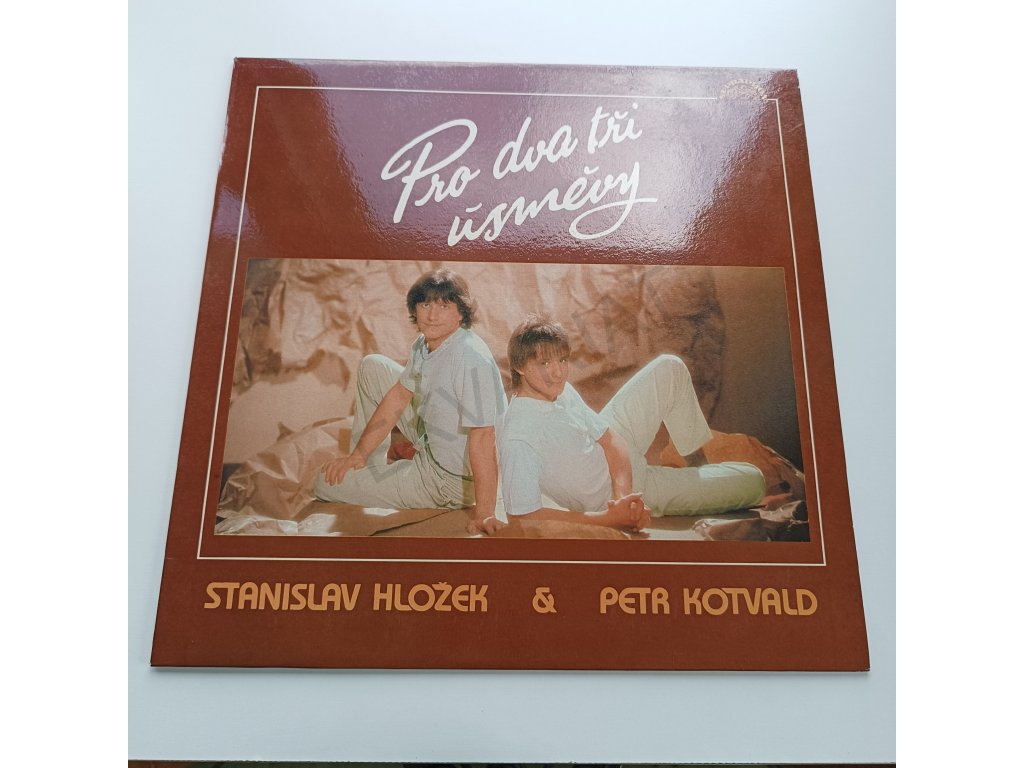 Pro dva tři
úsměvy
STANISLAV HLOŽEK & PETR KOTVALD